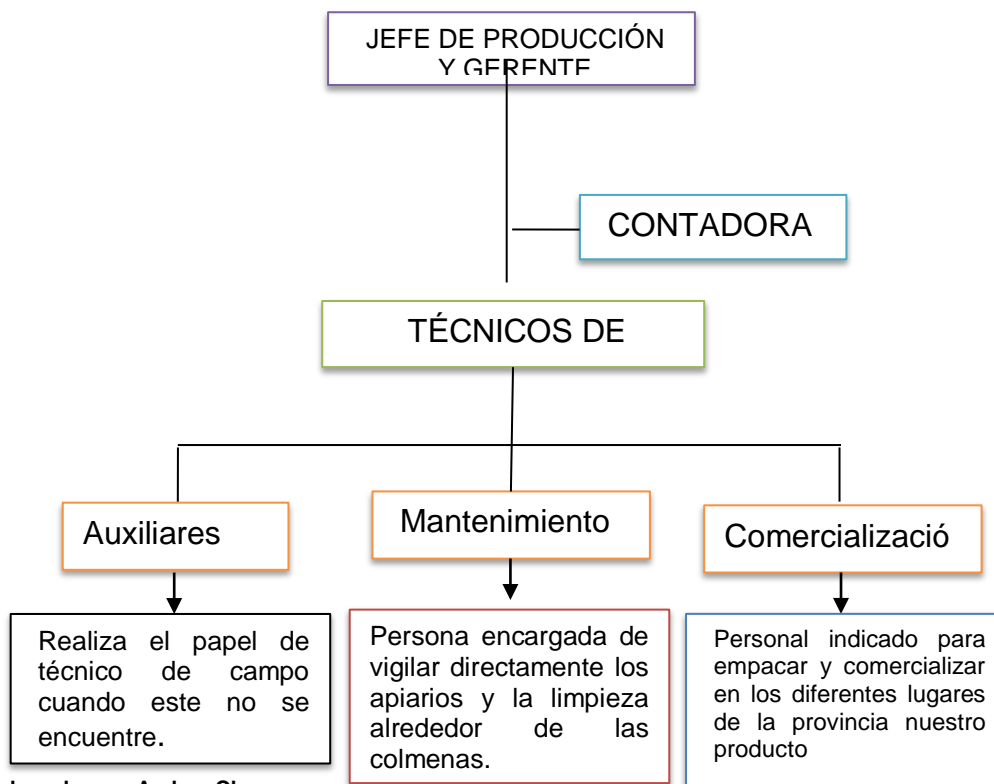 JEFE DE PRODUCCIÓN
Y GERENTE
CONTADORA
TÉCNICOS DE
Auxiliares
Mantenimiento
Comercializació
Realiza el papel de
técnico de campo
cuando este no se
encuentre.
Persona encargada de
vigilar directamente los
apiarios y la limpieza
alrededor de las
colmenas.
Personal indicado para
empacar y comercializar
en los diferentes lugares
de la provincia nuestro
producto